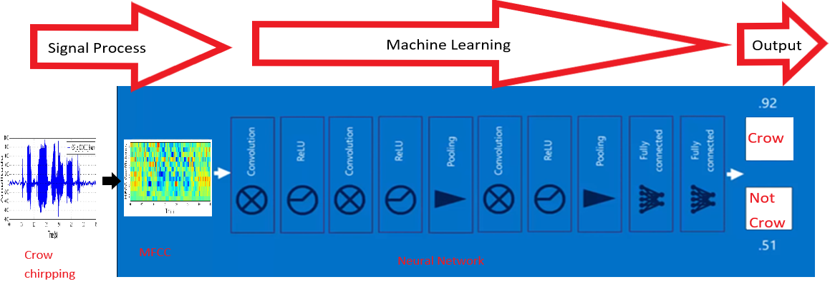 Signal Process
Machine Learning
Output
Convolution
ReLU
Convolution
ReLU
Pooling
Convolution
ReLU
Pooling
Fully
connected
Fully
connected
.92
Crow
Not
Crow
.51
Crow
chirpping
MFCC
Neural Network